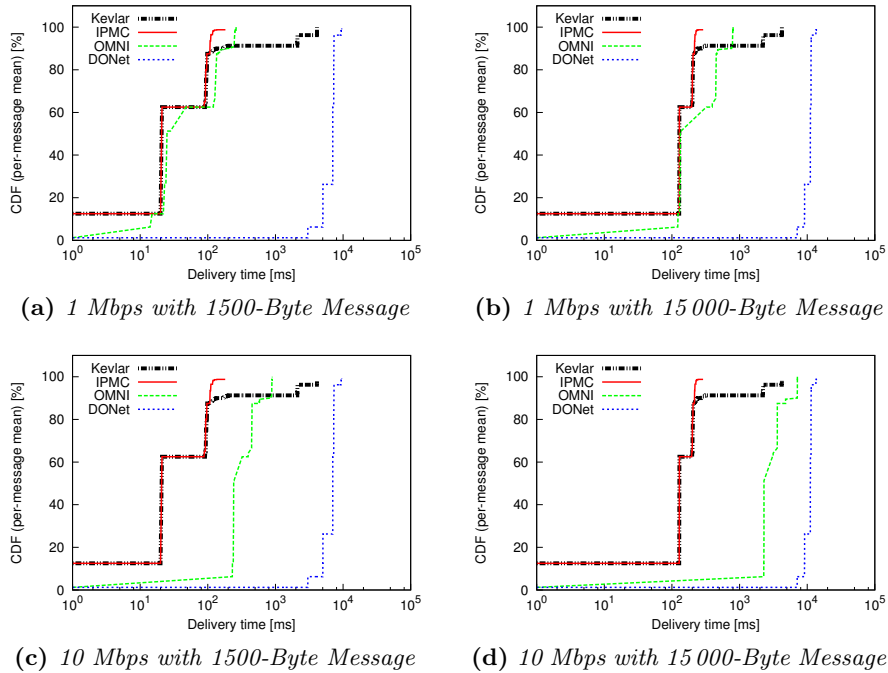 Kevlar
IPMC
OMNI
DONet
CDF (per-message mean) [%]
100
80
60
40
20
0
10^0 10^1 10^2 10^3 10^4 10^5
Delivery time [ms]
(a) 1 Mbps with 1500-Byte Message
Kevlar
IPMC
OMNI
DONet
CDF (per-message mean) [%]
100
80
60
40
20
0
10^0 10^1 10^2 10^3 10^4 10^5
Delivery time [ms]
(b) 1 Mbps with 15 000-Byte Message
Kevlar
IPMC
OMNI
DONet
CDF (per-message mean) [%]
100
80
60
40
20
0
10^0 10^1 10^2 10^3 10^4 10^5
Delivery time [ms]
(c) 10 Mbps with 1500-Byte Message
Kevlar
IPMC
OMNI
DONet
CDF (per-message mean) [%]
100
80
60
40
20
0
10^0 10^1 10^2 10^3 10^4 10^5
Delivery time [ms]
(d) 10 Mbps with 15 000-Byte Message